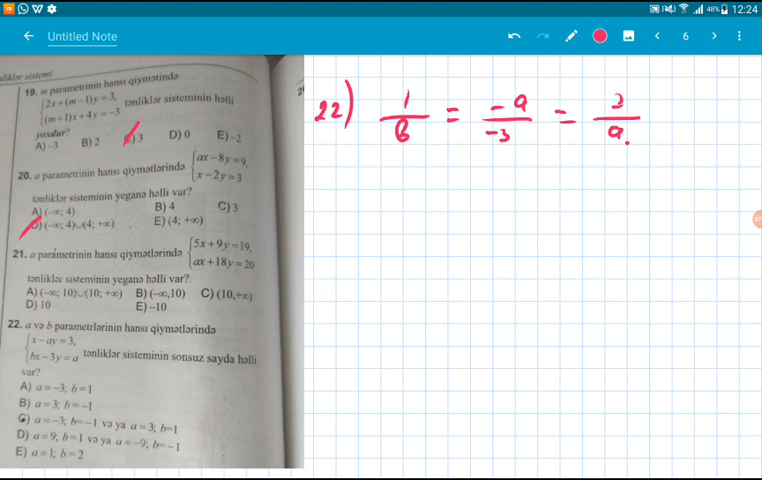 48% 12:24
Untitled Note
6
nliklər sistemi
19. m parametrinin hansı qiymətində
2x+(m−1)y=3,
(m+1)x+4y=−3
tənliklər sisteminin həlli
yoxdur?
A) −3 B) 2 C) 3 D) 0 E) −2
20. a parametrinin hansı qiymətlərində
ax−8y=9,
x−2y=3
tənliklər sisteminin yeganə həlli var?
A) (−∞; 4) B) 4 C) 3
D) (−∞; 4)∪(4; +∞) E) (4; +∞)
21. a parametrinin hansı qiymətlərində
5x+9y=19,
ax+18y=20
tənliklər sisteminin yeganə həlli var?
A) (−∞; 10)∪(10; +∞) B) (−∞,10) C) (10,+∞)
D) 10 E) −10
22. a və b parametrlərinin hansı qiymətlərində
x−ay=3,
bx−3y=a
tənliklər sisteminin sonsuz sayda həlli
var?
A) a=−3; b=1
B) a=3; b=−1
C) a=−3; b=−1 və ya a=3; b=1
D) a=9; b=1 və ya a=−9; b=−1
E) a=1; b=2
22) 1/b = −a/−3 = 3/a